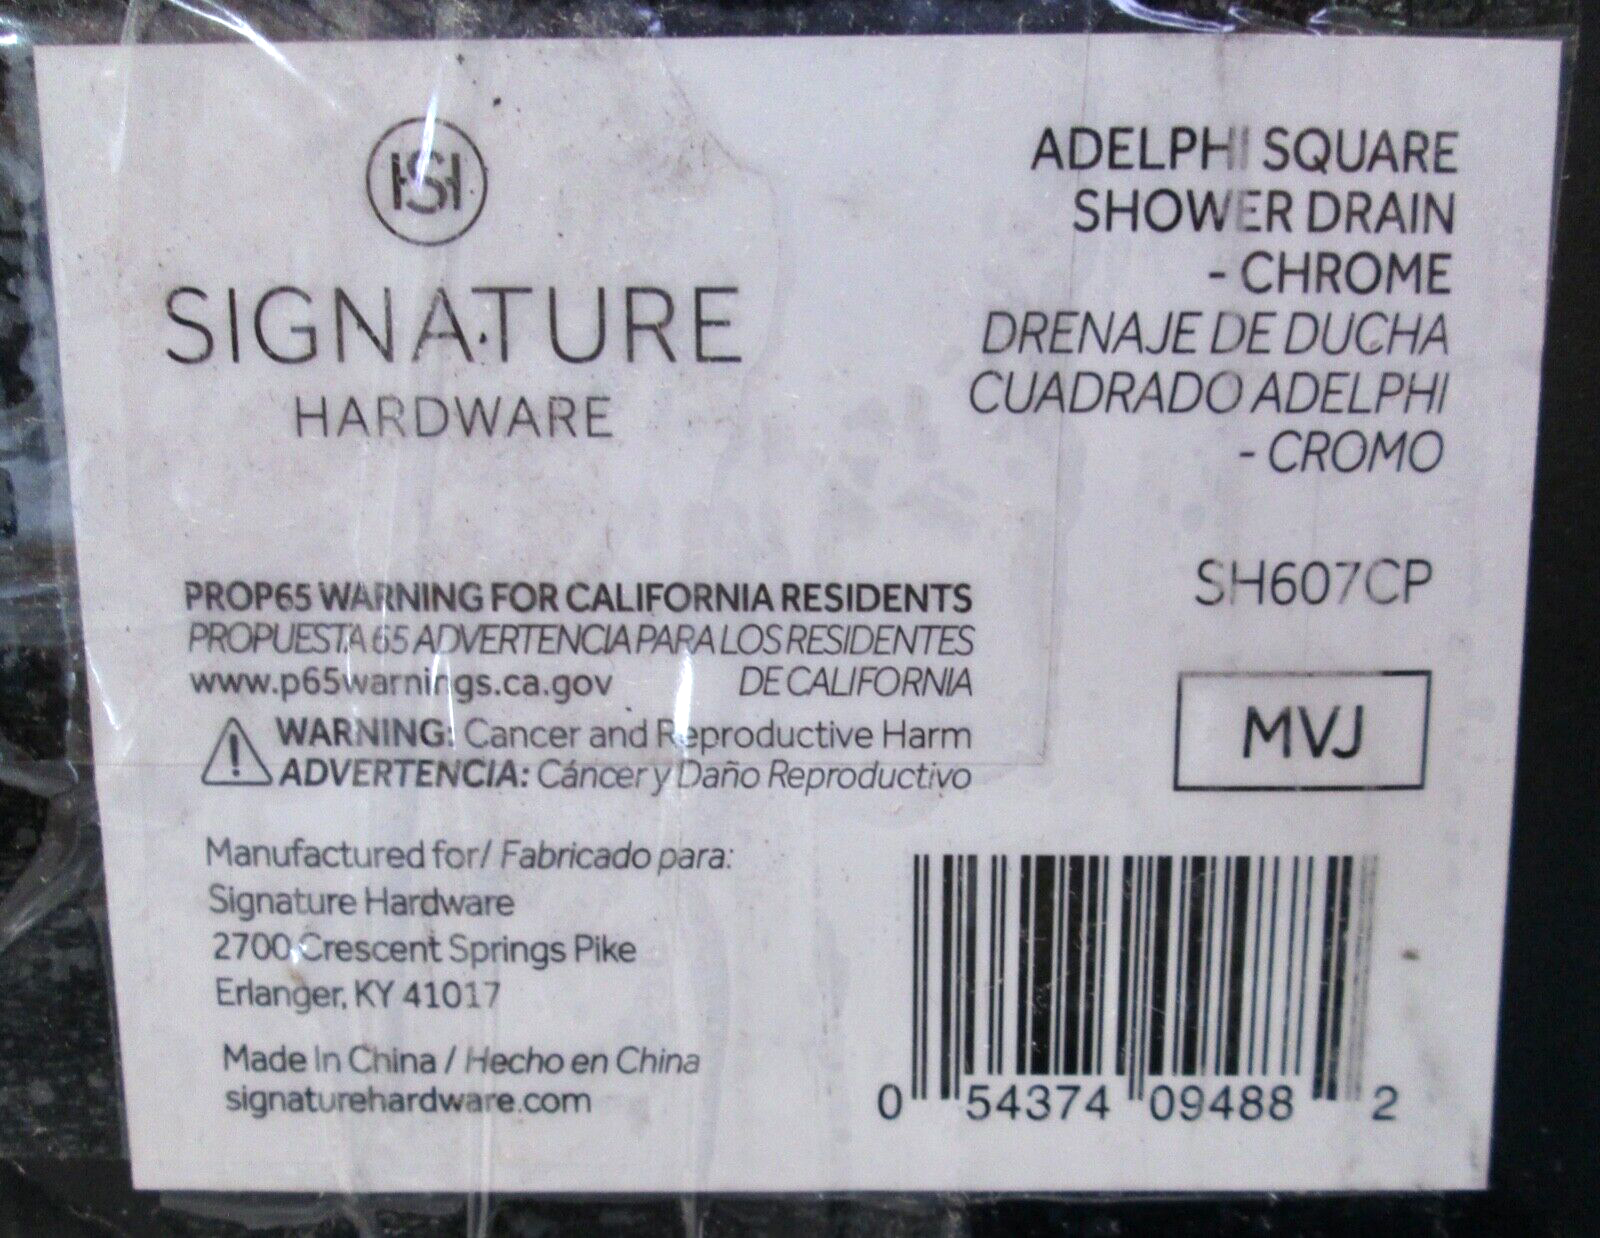 SH
SIGNATURE
HARDWARE
ADELPHI SQUARE
SHOWER DRAIN
- CHROME
DRENAJE DE DUCHA
CUADRADO ADELPHI
- CROMO
SH607CP
MVJ
PROP65 WARNING FOR CALIFORNIA RESIDENTS
PROPUESTA 65 ADVERTENCIA PARA LOS RESIDENTES
www.p65warnings.ca.gov DE CALIFORNIA
WARNING: Cancer and Reproductive Harm
ADVERTENCIA: Cáncer y Daño Reproductivo
Manufactured for/ Fabricado para:
Signature Hardware
2700 Crescent Springs Pike
Erlanger, KY 41017
Made In China / Hecho en China
signaturehardware.com
0 54374 09488 2